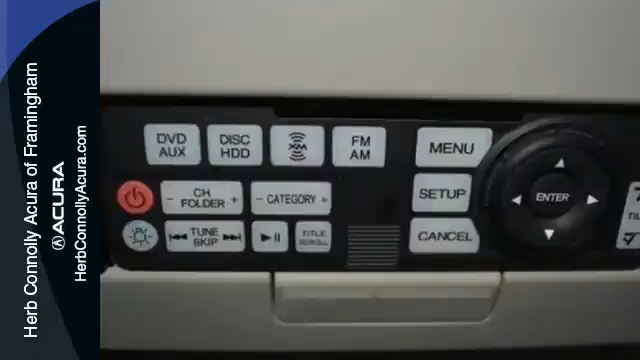 Herb Connolly Acura of Framingham
ACURA
HerbConnollyAcura.com
DVD AUX
DISC HDD
XM
FM AM
MENU
- CH FOLDER +
- CATEGORY +
SETUP
ENTER
TUNE SKIP
TITLE SCROLL
CANCEL